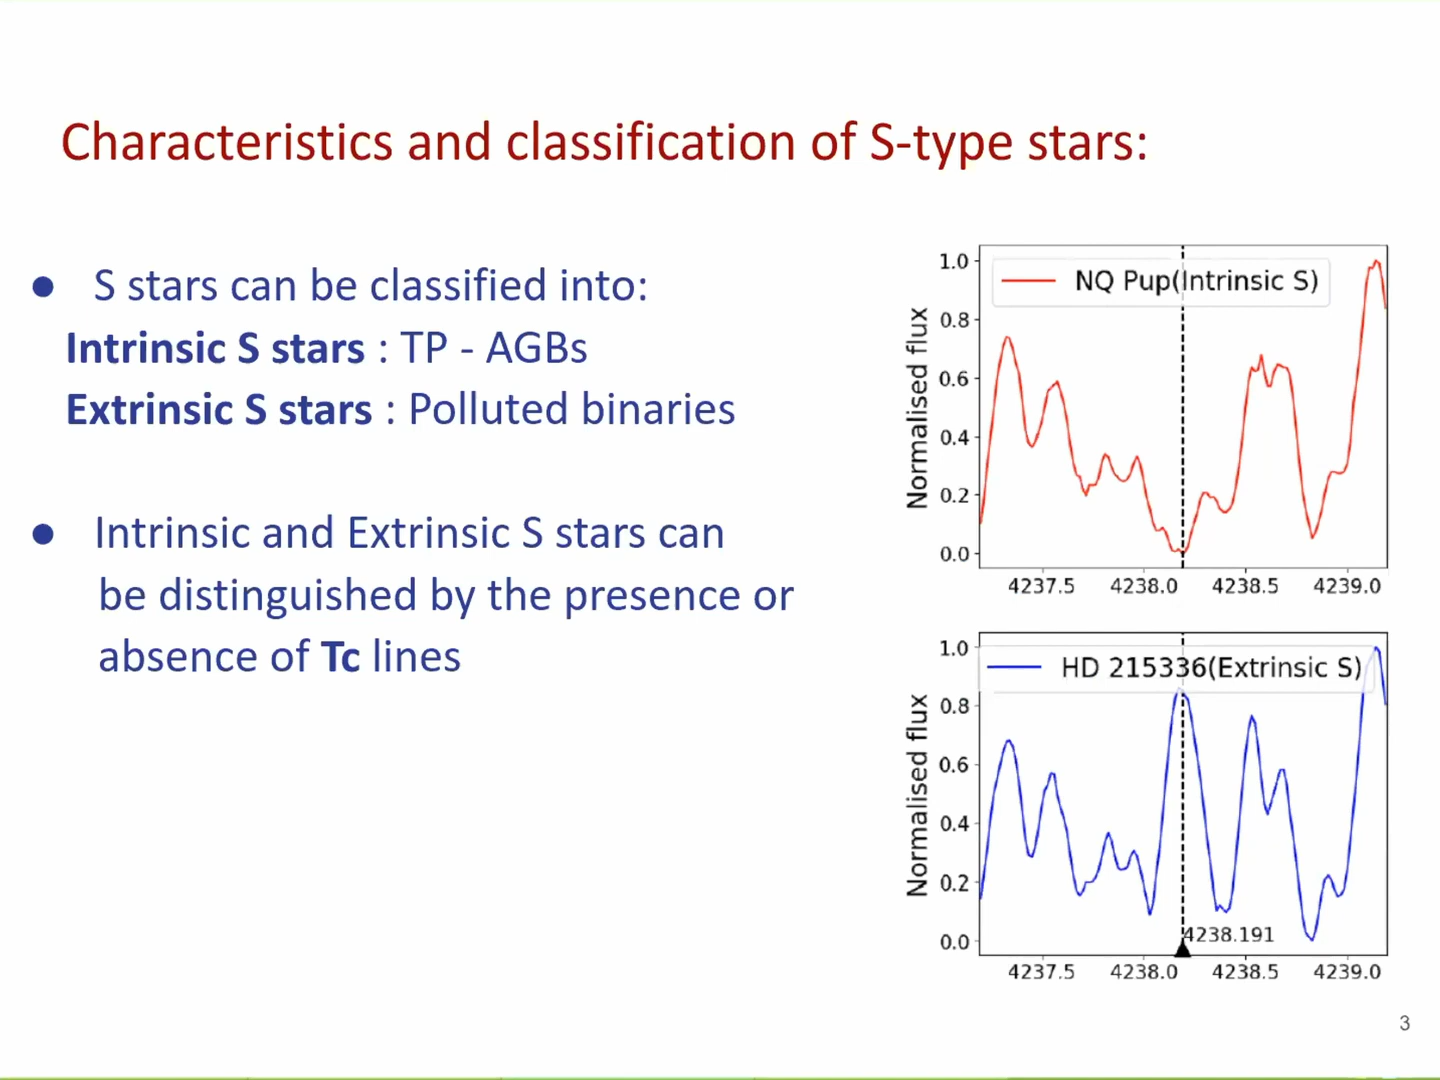 Characteristics and classification of S-type stars:
● S stars can be classified into:
Intrinsic S stars : TP - AGBs
Extrinsic S stars : Polluted binaries
● Intrinsic and Extrinsic S stars can
be distinguished by the presence or
absence of Tc lines
NQ Pup(Intrinsic S)
Normalised flux
1.0
0.8
0.6
0.4
0.2
0.0
4237.5 4238.0 4238.5 4239.0
HD 215336(Extrinsic S)
Normalised flux
1.0
0.8
0.6
0.4
0.2
0.0
4238.191
4237.5 4238.0 4238.5 4239.0
3